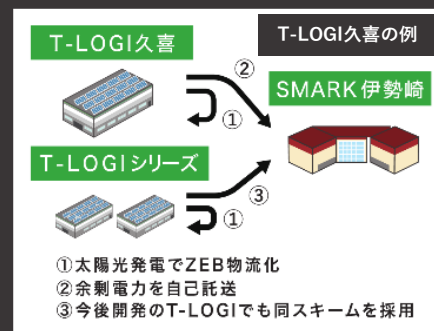 T-LOGI久喜の例
T-LOGI久喜
②
①
SMARK伊勢崎
T-LOGIシリーズ
③
①
①太陽光発電でZEB物流化
②余剰電力を自己託送
③今後開発のT-LOGIでも同スキームを採用